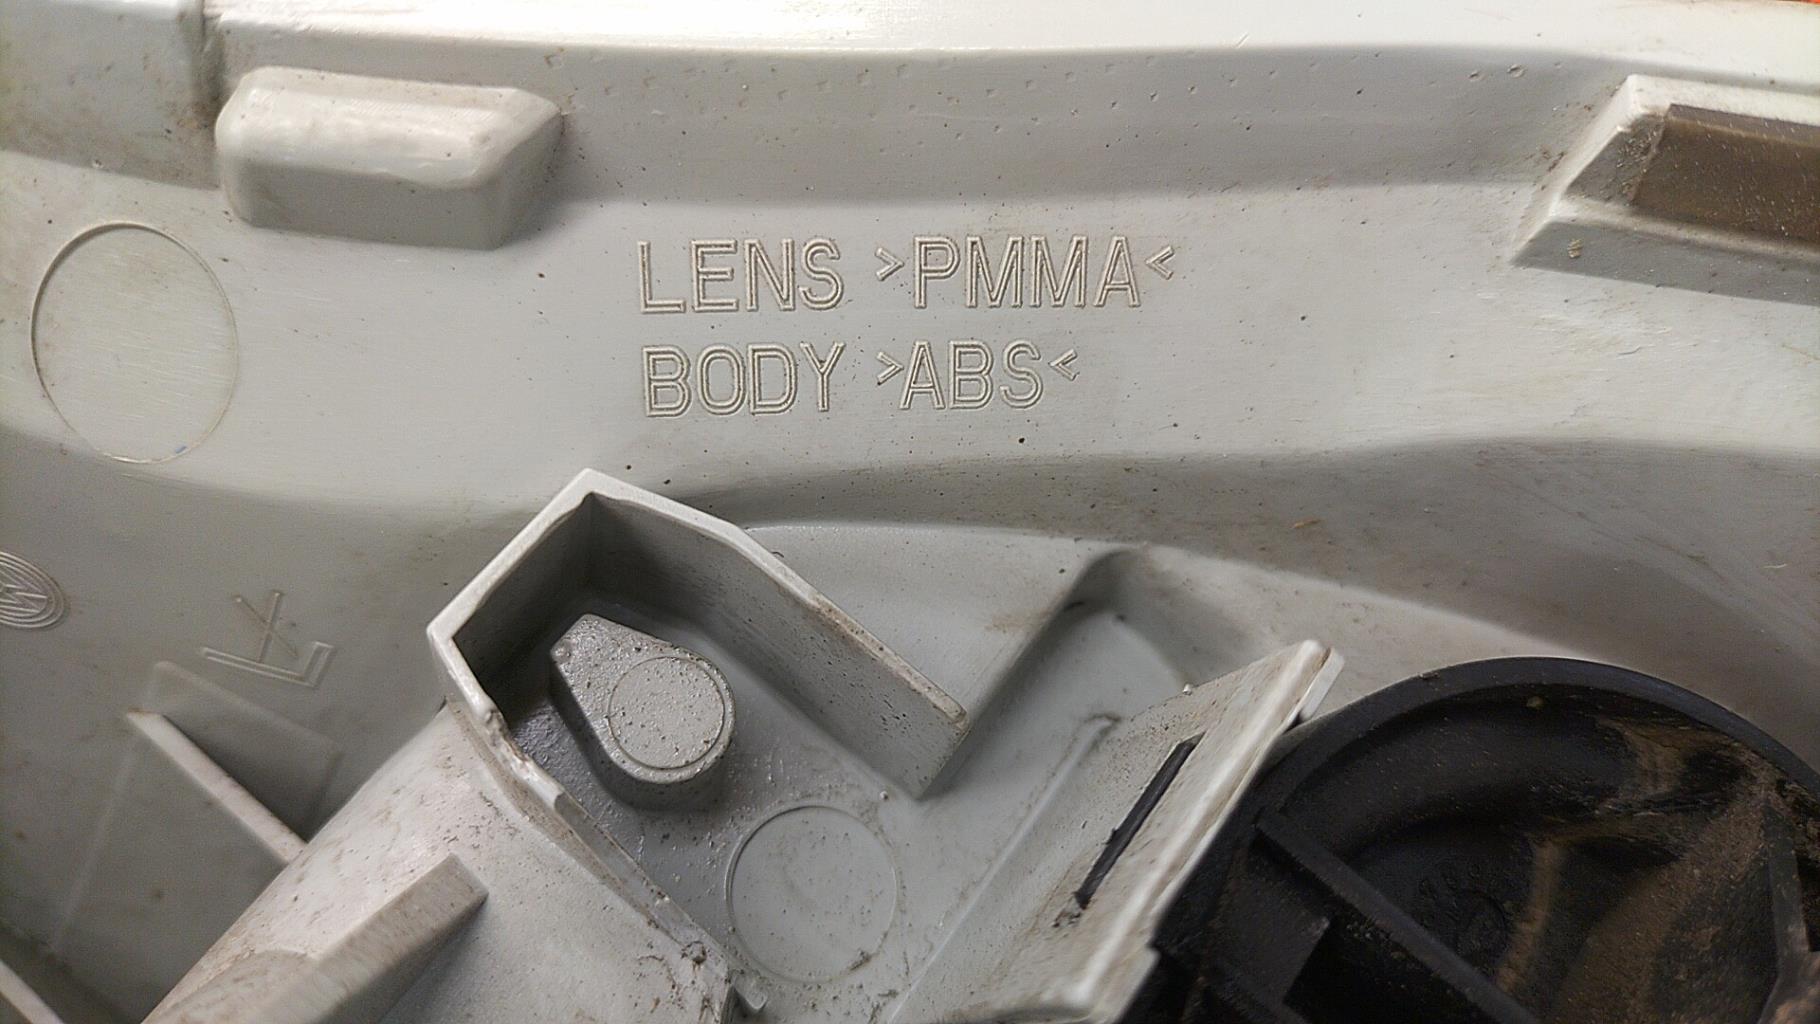 LENS >PMMA<
BODY >ABS<